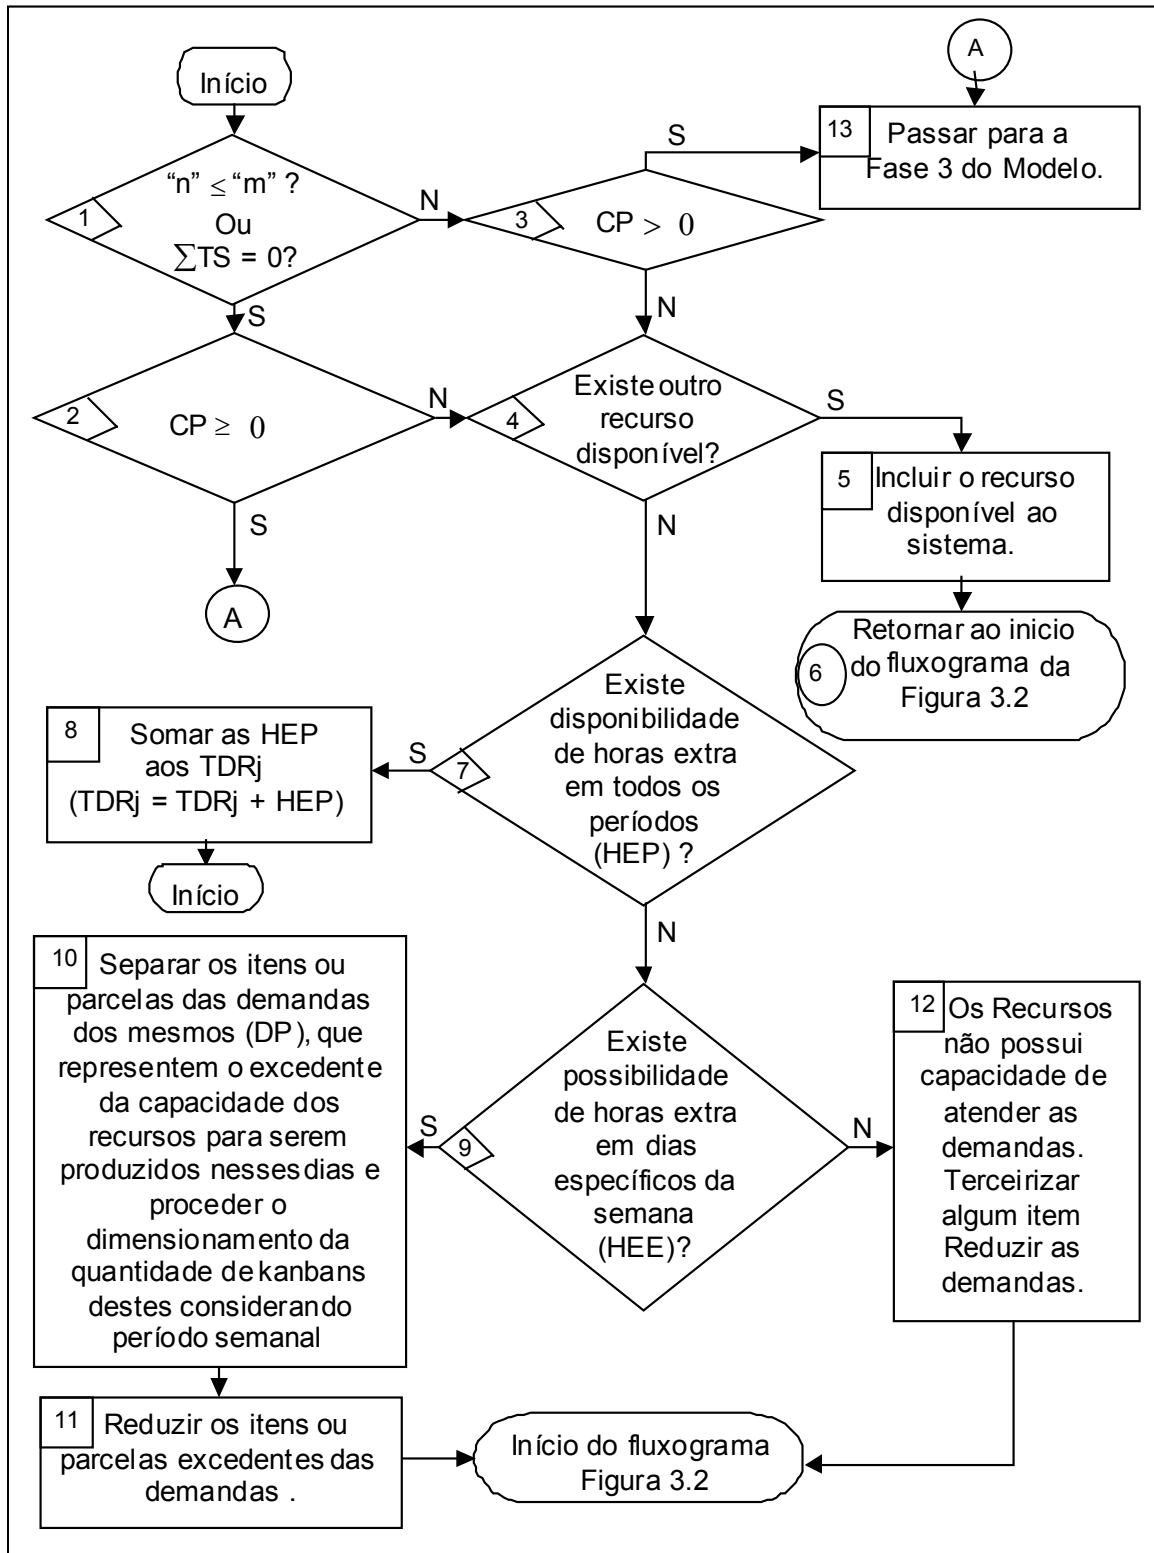 Início
A
13
Passar para a
Fase 3 do Modelo.
S
1
“n” ≤ “m” ?
Ou
∑TS = 0?
N
3
CP > 0
S
N
2
CP ≥ 0
N
4
Existe outro
recurso
disponível?
S
5
Incluir o recurso
disponível ao
sistema.
S
N
A
6
Retornar ao inicio
do fluxograma da
Figura 3.2
7
Existe
disponibilidade
de horas extra
em todos os
períodos
(HEP) ?
S
8
Somar as HEP
aos TDRj
(TDRj = TDRj + HEP)
Início
N
10
Separar os itens ou
parcelas das demandas
dos mesmos (DP), que
representem o excedente
da capacidade dos
recursos para serem
produzidos nesses dias e
proceder o
dimensionamento da
quantidade de kanbans
destes considerando
período semanal
S
9
Existe
possibilidade
de horas extra
em dias
específicos da
semana
(HEE)?
N
12
Os Recursos
não possui
capacidade de
atender as
demandas.
Terceirizar
algum item
Reduzir as
demandas.
11
Reduzir os itens ou
parcelas excedentes das
demandas .
Início do fluxograma
Figura 3.2